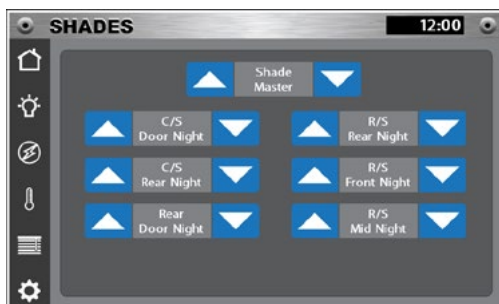 SHADES
12:00
Shade
Master
C/S
Door Night
R/S
Rear Night
C/S
Rear Night
R/S
Front Night
Rear
Door Night
R/S
Mid Night